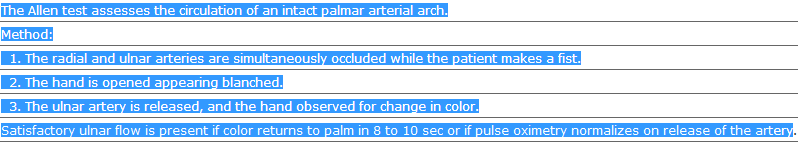 The Allen test assesses the circulation of an intact palmar arterial arch.
Method:
1. The radial and ulnar arteries are simultaneously occluded while the patient makes a fist.
2. The hand is opened appearing blanched.
3. The ulnar artery is released, and the hand observed for change in color.
Satisfactory ulnar flow is present if color returns to palm in 8 to 10 sec or if pulse oximetry normalizes on release of the artery.